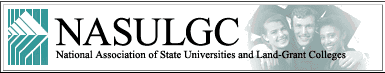 NASULGC
National Association of State Universities and Land-Grant Colleges